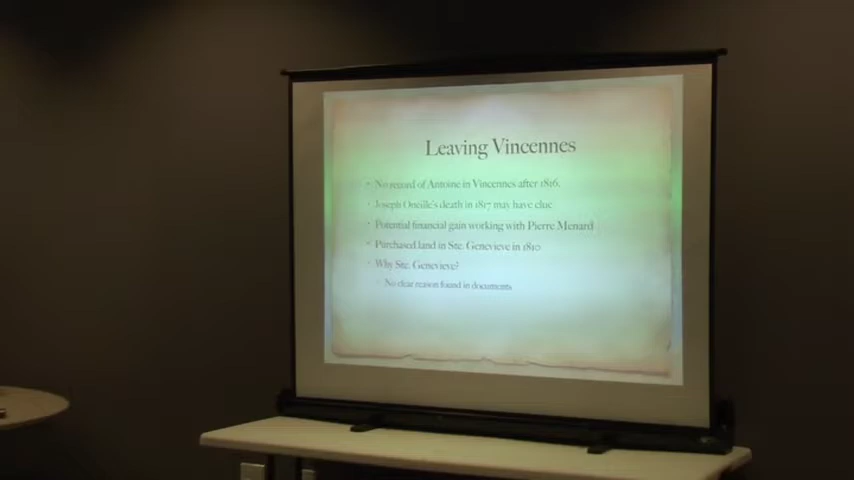 Leaving Vincennes
• No record of Antoine in Vincennes after 1816.
• Joseph Oneille's death in 1817 may have clue
• Potential financial gain working with Pierre Menard
• Purchased land in Ste. Genevieve in 1810
• Why Ste. Genevieve?
• No clear reason found in documents